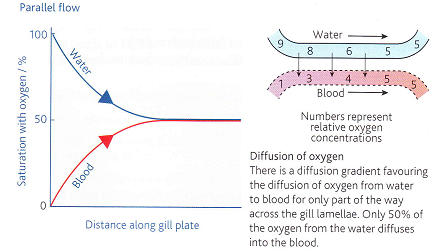 Parallel flow
100
50
0
Saturation with oxygen / %
Water
Blood
Distance along gill plate
Water
9 8 6 5 5
1 3 4 5 5
Blood
Numbers represent
relative oxygen
concentrations
Diffusion of oxygen
There is a diffusion gradient favouring
the diffusion of oxygen from water
to blood for only part of the way
across the gill lamellae. Only 50% of
the oxygen from the water diffuses
into the blood.